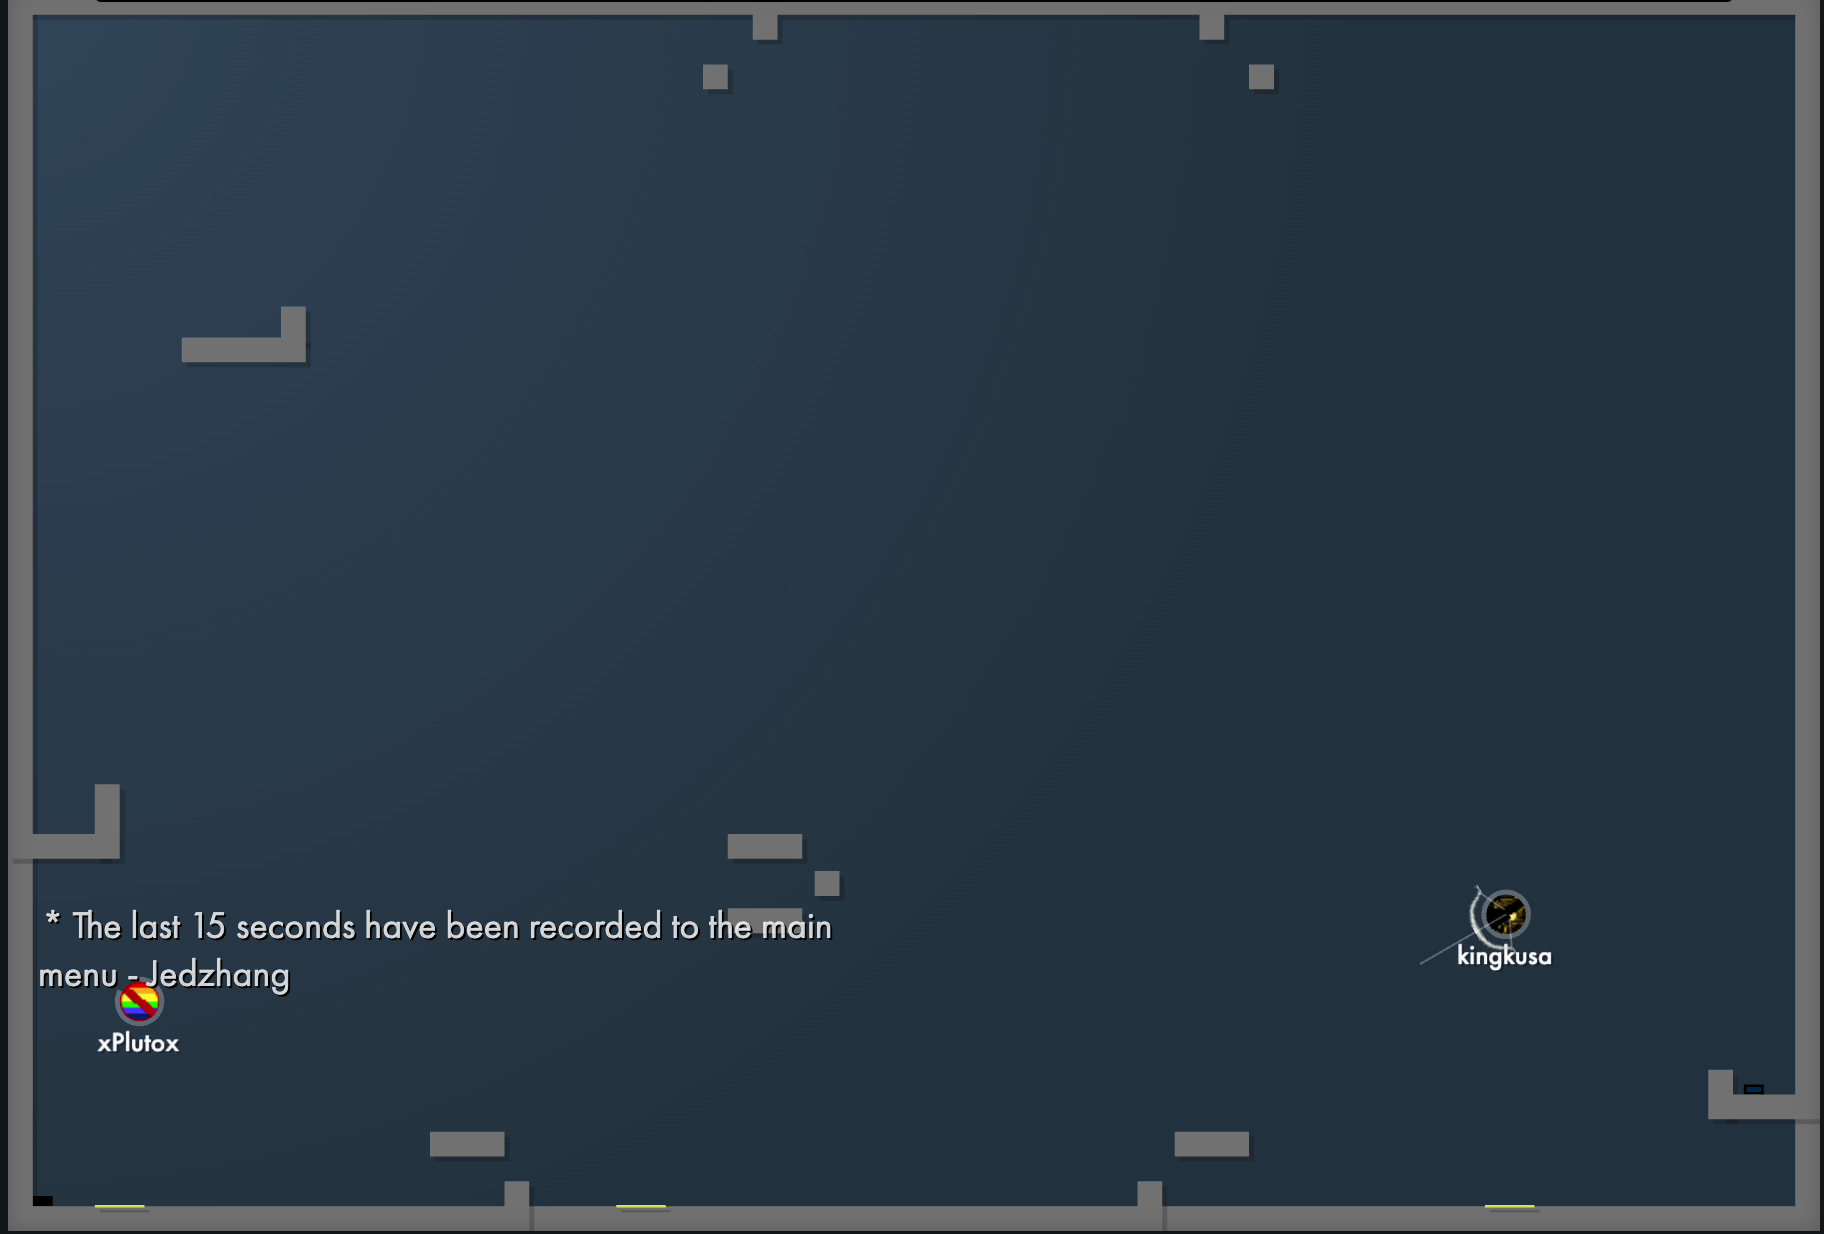 * The last 15 seconds have been recorded to the main
menu - Jedzhang
kingkusa
xPlutox